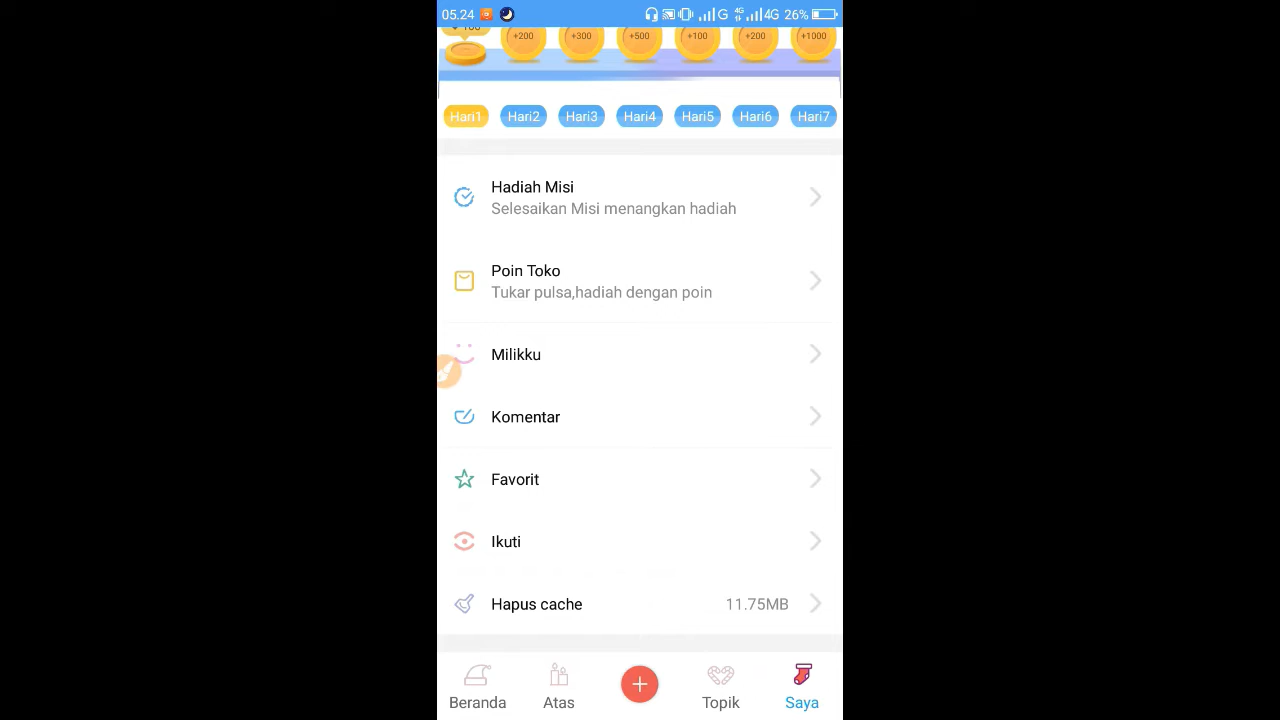 05.24 G 4G 4G 26%
+100
+200 +300 +500 +100 +200 +1000
Hari1 Hari2 Hari3 Hari4 Hari5 Hari6 Hari7
Hadiah Misi
Selesaikan Misi menangkan hadiah
Poin Toko
Tukar pulsa,hadiah dengan poin
Milikku
Komentar
Favorit
Ikuti
Hapus cache 11.75MB
Beranda Atas Topik Saya